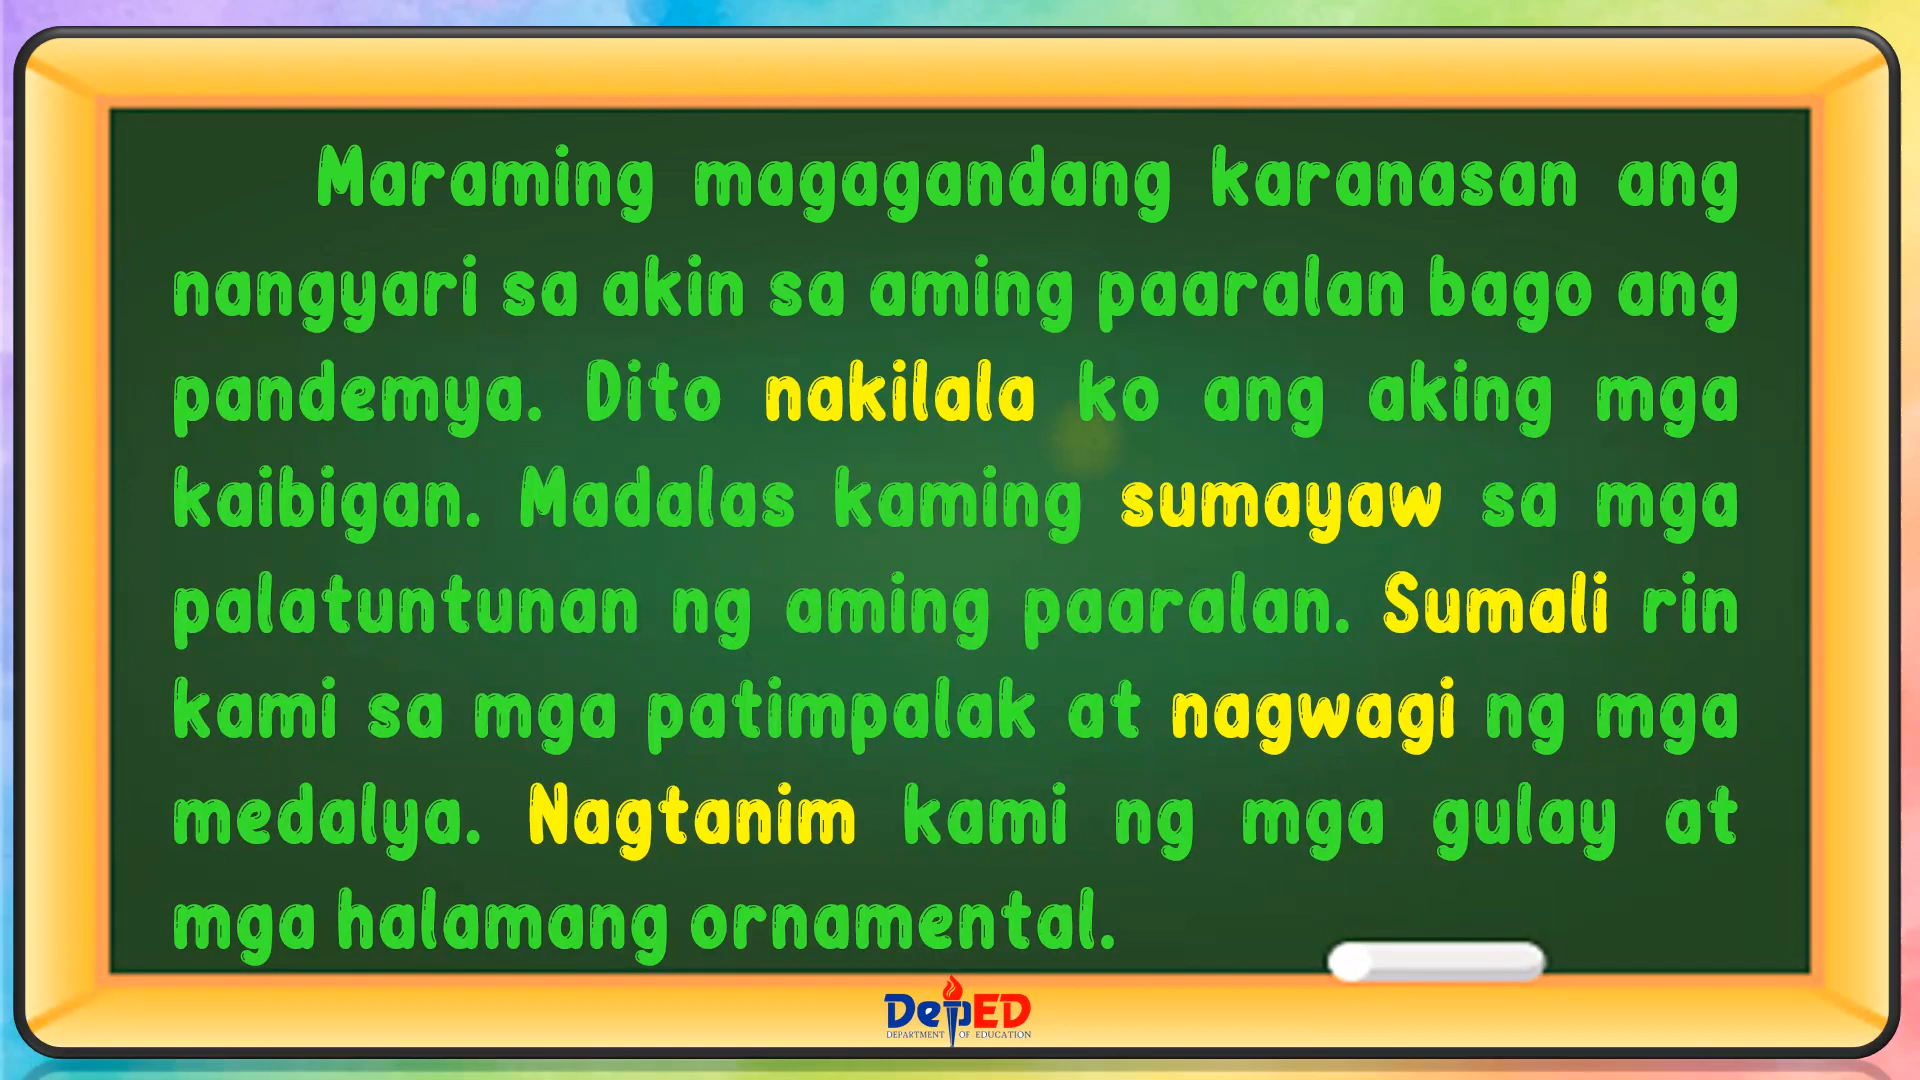 Maraming magagandang karanasan ang
nangyari sa akin sa aming paaralan bago ang
pandemya. Dito nakilala ko ang aking mga
kaibigan. Madalas kaming sumayaw sa mga
palatuntunan ng aming paaralan. Sumali rin
kami sa mga patimpalak at nagwagi ng mga
medalya. Nagtanim kami ng mga gulay at
mga halamang ornamental.
DepED
DEPARTMENT OF EDUCATION